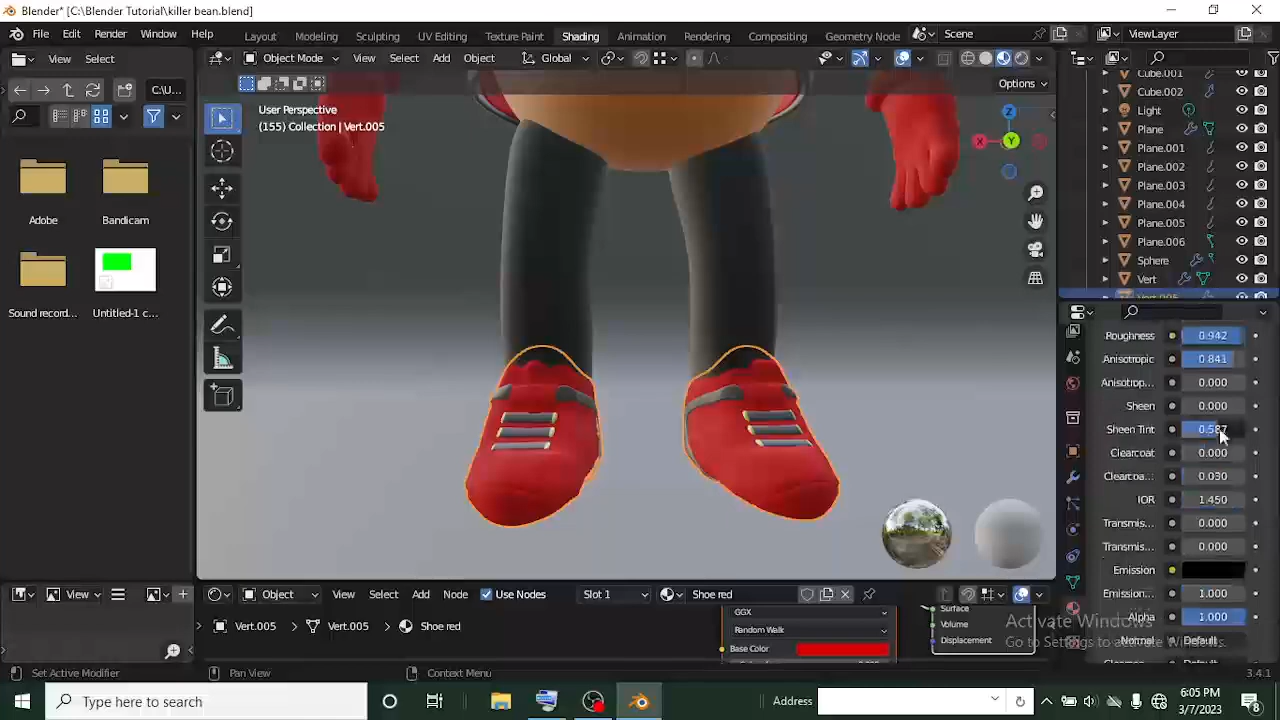 Blender* [C:\Blender Tutorial\killer bean.blend]
File Edit Render Window Help
Layout Modeling Sculpting UV Editing Texture Paint Shading Animation Rendering Compositing Geometry Node
Scene ViewLayer
View Select
Object Mode View Select Add Object Global
C:\U...
Options
User Perspective
(155) Collection | Vert.005
Z
X
Y
Adobe
Bandicam
Sound record...
Untitled-1 c...
Cube.001
Cube.002
Light
Plane
Plane.001
Plane.002
Plane.003
Plane.004
Plane.005
Plane.006
Sphere
Vert
Vert.005
Roughness 0.942
Anisotropic 0.841
Anisotrop... 0.000
Sheen 0.000
Sheen Tint 0.587
Clearcoat 0.000
Clearcoa... 0.030
IOR 1.450
Transmis... 0.000
Transmis... 0.000
Emission
Emission... 1.000
Alpha 1.000
Normal Default
Default
View
Object View Select Add Node Use Nodes Slot 1 Shoe red
Vert.005 Vert.005 Shoe red
GGX
Random Walk
Base Color
Surface
Volume
Displacement
Activate Windows
Go to Settings to activate Windows.
Set Active Modifier Pan View Context Menu 3.4.1
Type here to search
Address
6:05 PM
3/7/2023
8